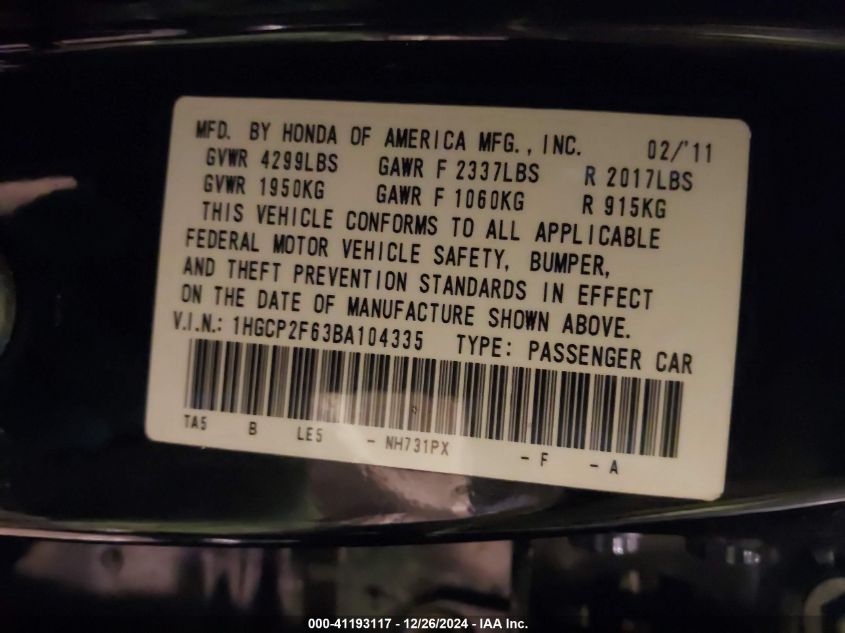 MFD. BY HONDA OF AMERICA MFG., INC. 02/'11
GVWR 4299LBS GAWR F 2337LBS R 2017LBS
GVWR 1950KG GAWR F 1060KG R 915KG
THIS VEHICLE CONFORMS TO ALL APPLICABLE
FEDERAL MOTOR VEHICLE SAFETY, BUMPER,
AND THEFT PREVENTION STANDARDS IN EFFECT
ON THE DATE OF MANUFACTURE SHOWN ABOVE.
V.I.N.: 1HGCP2F63BA104335 TYPE: PASSENGER CAR
TA5 B LE5 - NH731PX - F - A
000-41193117 - 12/26/2024 - IAA Inc.